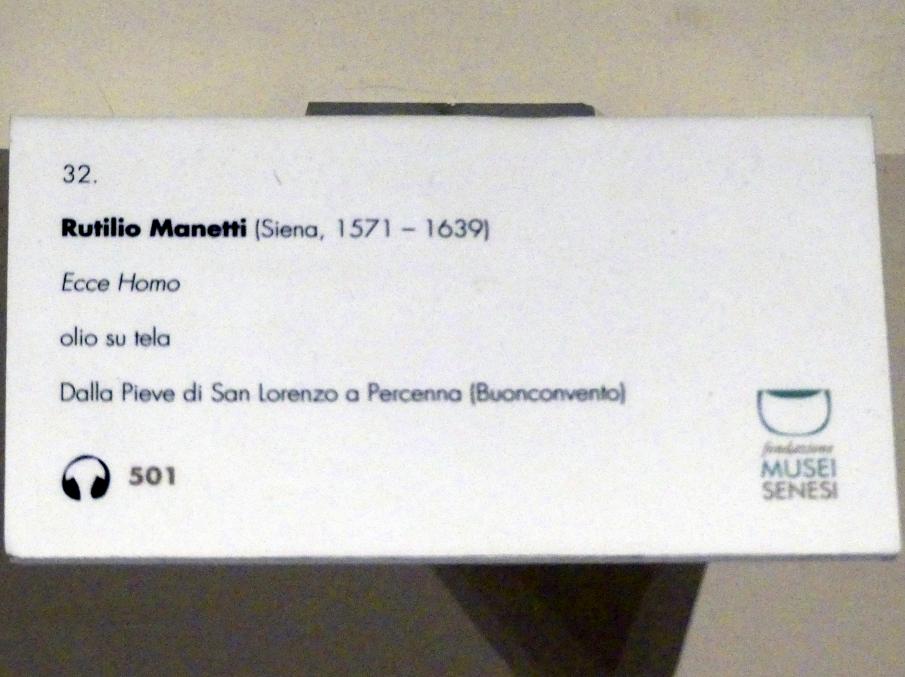 32.
Rutilio Manetti (Siena, 1571 – 1639)
Ecce Homo
olio su tela
Dalla Pieve di San Lorenzo a Percenna (Buonconvento)
501
fondazione
MUSEI
SENESI